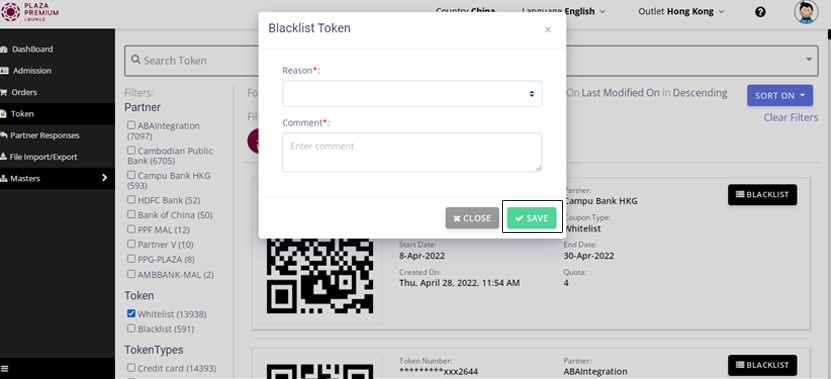 PLAZA
PREMIUM
LOUNGE
Country China
Language English
Outlet Hong Kong
Blacklist Token
×
DashBoard
Admission
Orders
Token
Partner Responses
File Import/Export
Masters
Search Token
Filters:
Partner
ABAIntegration
(7097)
Cambodian Public
Bank (6705)
Campu Bank HKG
(593)
HDFC Bank (52)
Bank of China (50)
PPF MAL (12)
Partner V (10)
PPG-PLAZA (8)
AMBBANK-MAL (2)
Token
Whitelist (13938)
Blacklist (591)
TokenTypes
Credit card (14393)
Reason*:
Comment*:
Enter comment
CLOSE
SAVE
On Last Modified On in Descending
SORT ON
Clear Filters
Partner:
Campu Bank HKG
BLACKLIST
Coupon Type:
Whitelist
Start Date:
8-Apr-2022
End Date:
30-Apr-2022
Created On:
Thu, April 28, 2022, 11:54 AM
Quota:
4
Token Number:
*********xxx2644
Partner:
ABAIntegration
BLACKLIST